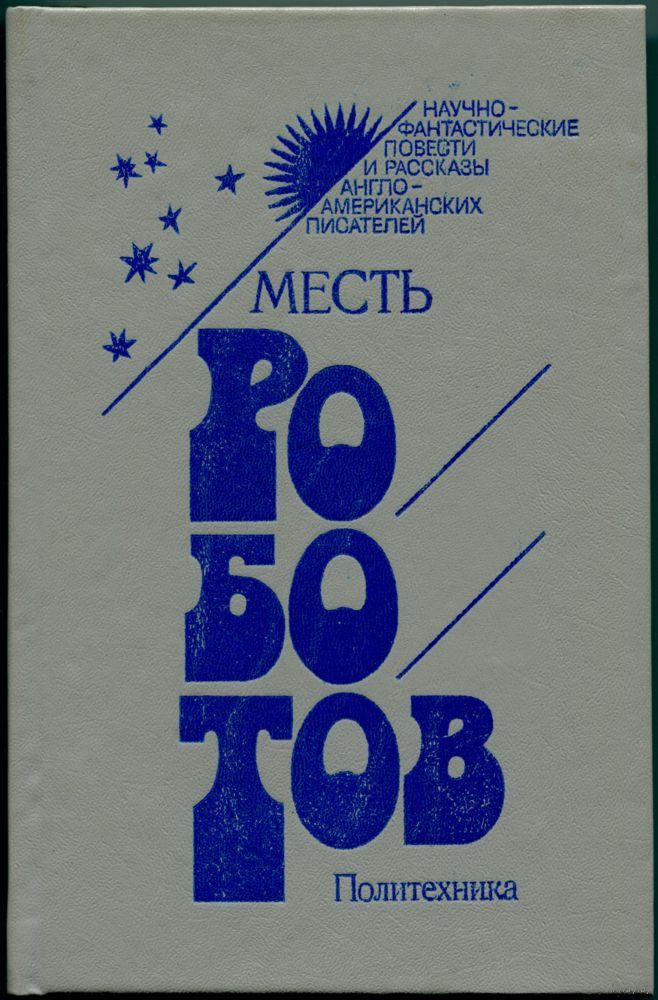 НАУЧНО-
ФАНТАСТИЧЕСКИЕ
ПОВЕСТИ
И РАССКАЗЫ
АНГЛО-
АМЕРИКАНСКИХ
ПИСАТЕЛЕЙ
МЕСТЬ
РО/
БО/
ТОВ
Политехника